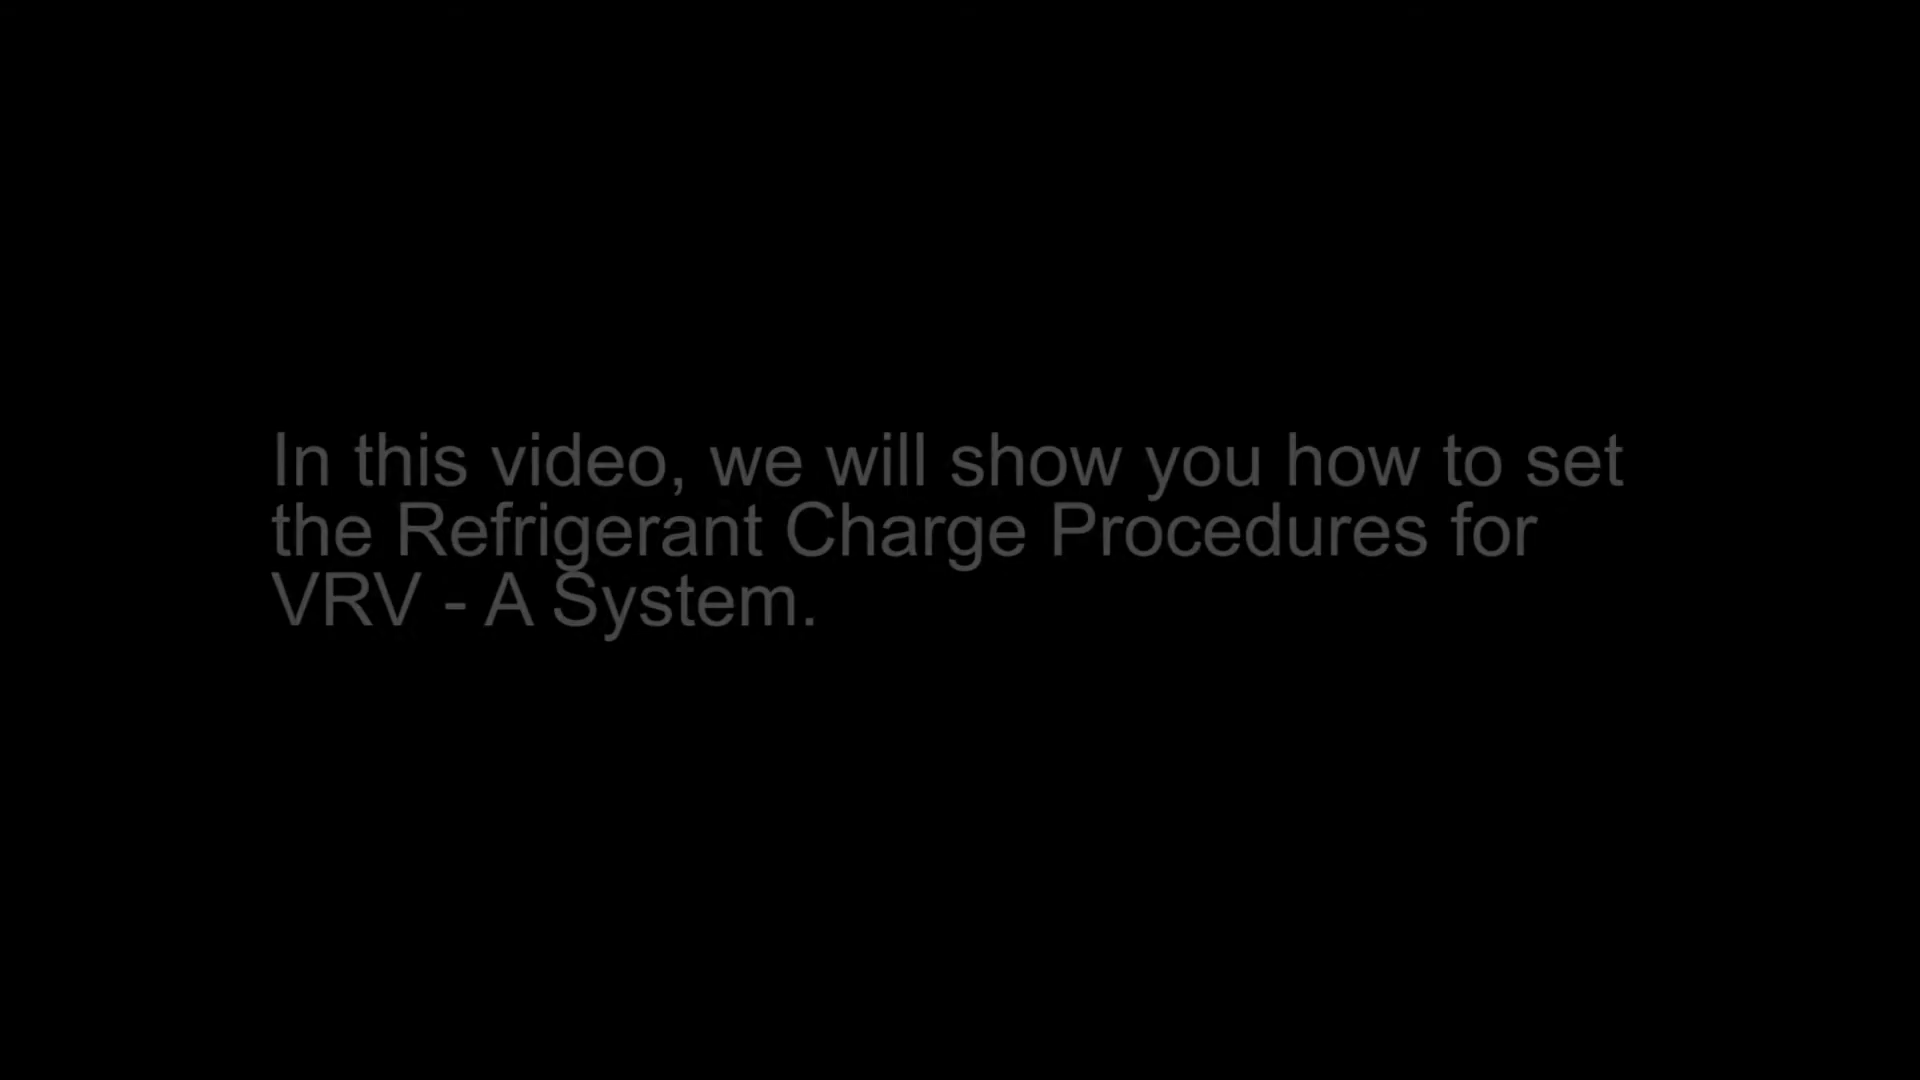 In this video, we will show you how to set
the Refrigerant Charge Procedures for
VRV - A System.